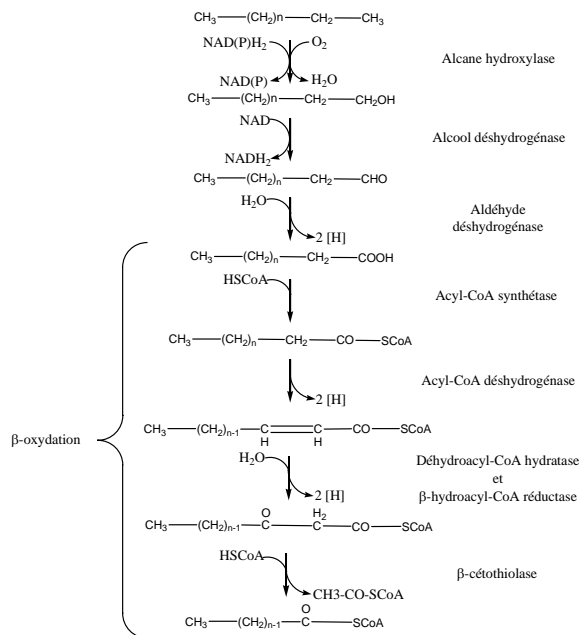 CH₃—(CH₂)n—CH₂—CH₃
NAD(P)H₂ O₂
Alcane hydroxylase
NAD(P) H₂O
CH₃—(CH₂)n—CH₂—CH₂OH
NAD
Alcool déshydrogénase
NADH₂
CH₃—(CH₂)n—CH₂—CHO
H₂O
Aldéhyde
déshydrogénase
2 [H]
CH₃—(CH₂)n—CH₂—COOH
HSCoA
Acyl-CoA synthétase
CH₃—(CH₂)n—CH₂—CO—SCoA
Acyl-CoA déshydrogénase
2 [H]
CH₃—(CH₂)n-1—C=C—CO—SCoA
H H
β-oxydation
H₂O
Déhydroacyl-CoA hydratase
et
β-hydroacyl-CoA réductase
2 [H]
O H₂
CH₃—(CH₂)n-1—C—C—CO—SCoA
HSCoA
β-cétothiolase
CH3-CO-SCoA
O
CH₃—(CH₂)n-1—C—SCoA